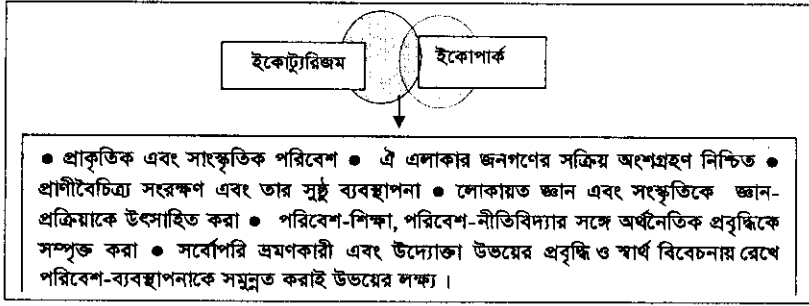 ইকোট্যুরিজম
ইকোপার্ক
● প্রাকৃতিক এবং সাংস্কৃতিক পরিবেশ ● ঐ এলাকার জনগণের সক্রিয় অংশগ্রহণ নিশ্চিত ●
প্রাণীবৈচিত্র্য সংরক্ষণ এবং তার সুষ্ঠু ব্যবস্থাপনা ● লোকায়ত জ্ঞান এবং সংস্কৃতিকে জ্ঞান-
প্রক্রিয়াকে উৎসাহিত করা ● পরিবেশ-শিক্ষা, পরিবেশ-নীতিবিদ্যার সঙ্গে অর্থনৈতিক প্রবৃদ্ধিকে
সম্পৃক্ত করা ● সর্বোপরি ভ্রমণকারী এবং উদ্যোক্তা উভয়ের প্রবৃদ্ধি ও স্বার্থ বিবেচনায় রেখে
পরিবেশ-ব্যবস্থাপনাকে সমুন্নত করাই উভয়ের লক্ষ্য ।